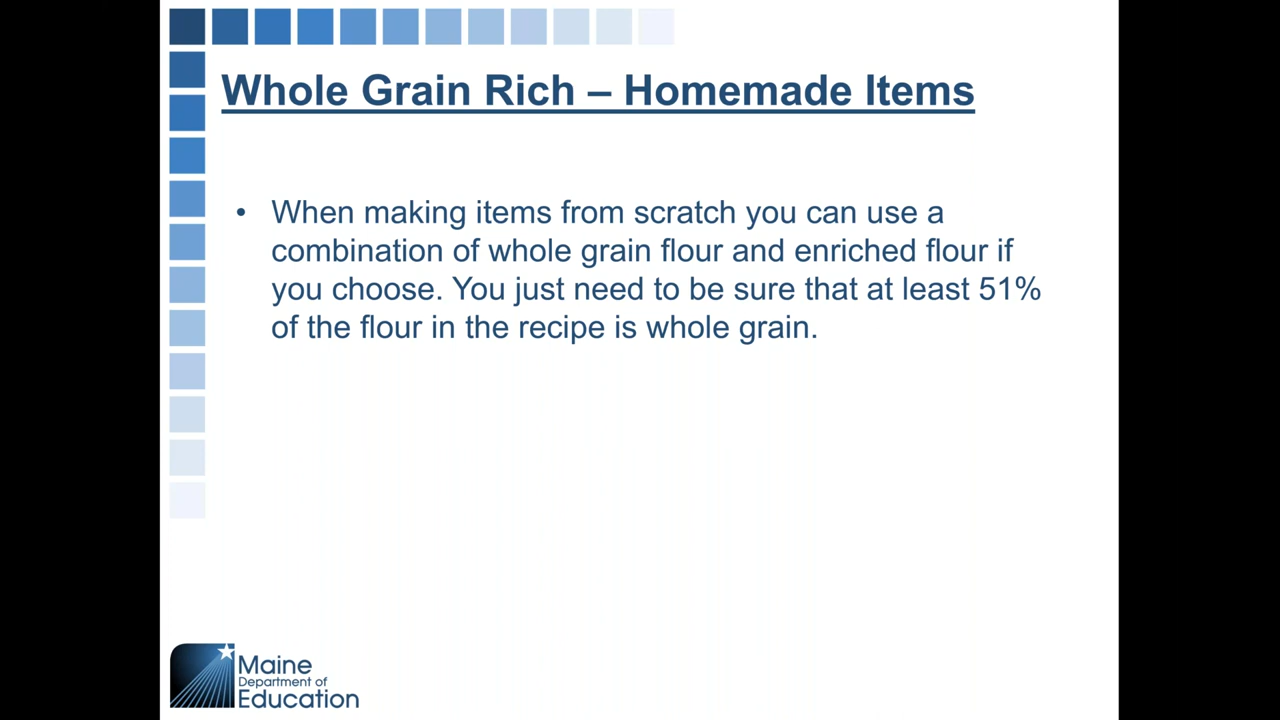 Whole Grain Rich – Homemade Items
• When making items from scratch you can use a
combination of whole grain flour and enriched flour if
you choose. You just need to be sure that at least 51%
of the flour in the recipe is whole grain.
Maine
Department of
Education